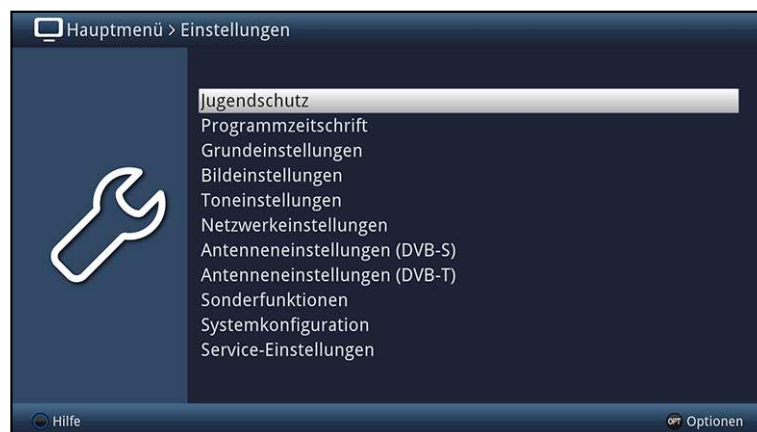 Hauptmenü > Einstellungen
Jugendschutz
Programmzeitschrift
Grundeinstellungen
Bildeinstellungen
Toneinstellungen
Netzwerkeinstellungen
Antenneneinstellungen (DVB-S)
Antenneneinstellungen (DVB-T)
Sonderfunktionen
Systemkonfiguration
Service-Einstellungen
Hilfe
OPT Optionen